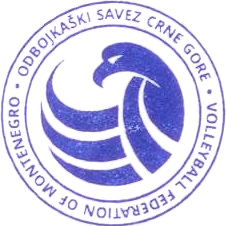 ODBOJKAŠKI SAVEZ CRNE GORE •
VOLLEYBALL FEDERATION OF MONTENEGRO •